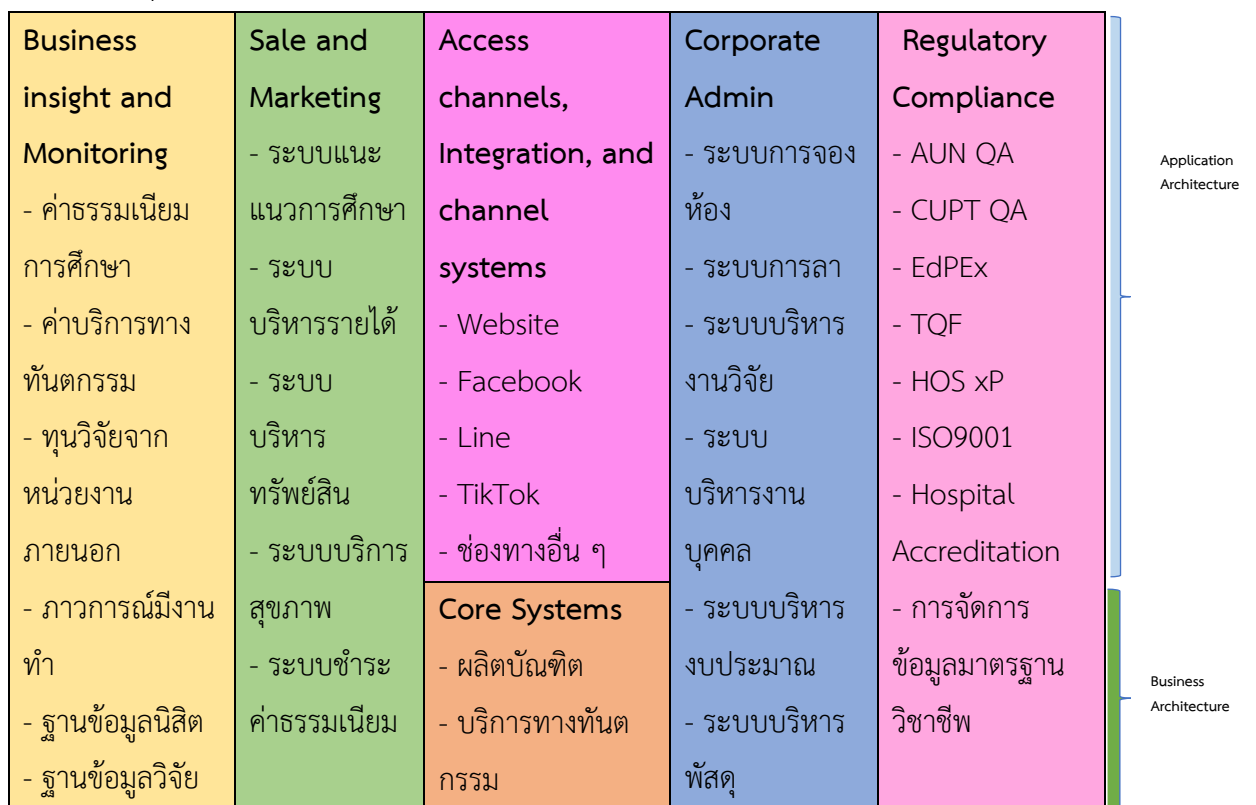 Business
insight and
Monitoring
- ค่าธรรมเนียม
การศึกษา
- ค่าบริการทาง
ทันตกรรม
- ทุนวิจัยจาก
หน่วยงาน
ภายนอก
- ภาวการณ์มีงาน
ทำ
- ฐานข้อมูลนิสิต
- ฐานข้อมูลวิจัย
Sale and
Marketing
- ระบบแนะ
แนวการศึกษา
- ระบบ
บริหารรายได้
- ระบบ
บริหาร
ทรัพย์สิน
- ระบบบริการ
สุขภาพ
- ระบบชำระ
ค่าธรรมเนียม
Access
channels,
Integration, and
channel
systems
- Website
- Facebook
- Line
- TikTok
- ช่องทางอื่น ๆ
Core Systems
- ผลิตบัณฑิต
- บริการทางทันต
กรรม
Corporate
Admin
- ระบบการจอง
ห้อง
- ระบบการลา
- ระบบบริหาร
งานวิจัย
- ระบบ
บริหารงาน
บุคคล
- ระบบบริหาร
งบประมาณ
- ระบบบริหาร
พัสดุ
Regulatory
Compliance
- AUN QA
- CUPT QA
- EdPEx
- TQF
- HOS xP
- ISO9001
- Hospital
Accreditation
- การจัดการ
ข้อมูลมาตรฐาน
วิชาชีพ
Application
Architecture
Business
Architecture